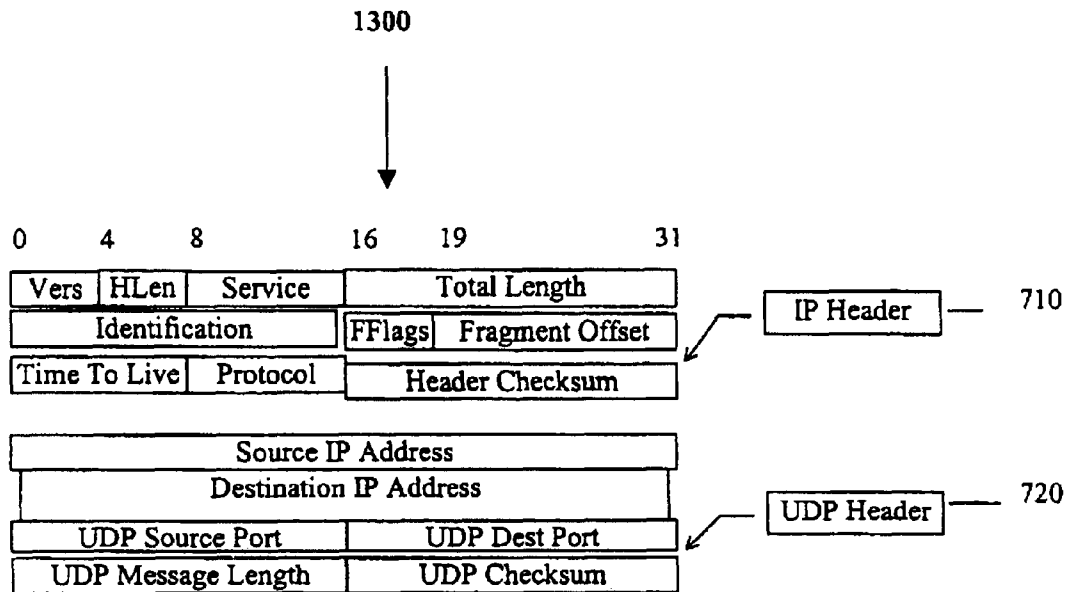 1300
0 4 8 16 19 31
Vers HLen Service Total Length
Identification FFlags Fragment Offset
IP Header 710
Time To Live Protocol Header Checksum
Source IP Address
Destination IP Address
UDP Header 720
UDP Source Port UDP Dest Port
UDP Message Length UDP Checksum